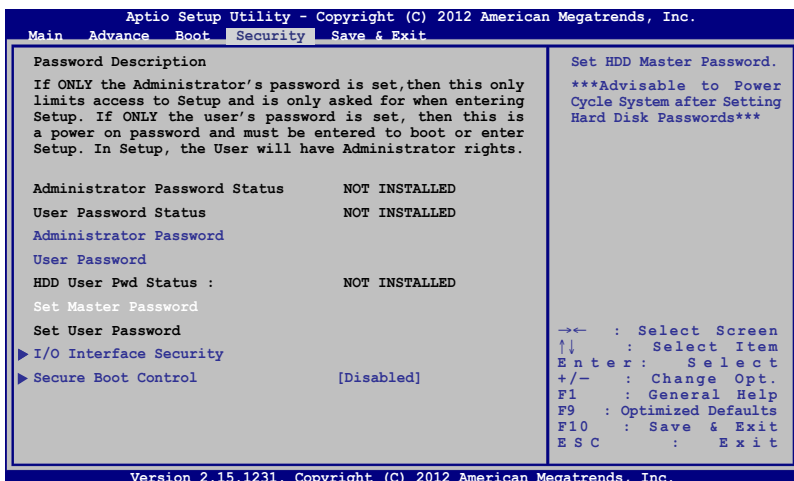 Aptio Setup Utility - Copyright (C) 2012 American Megatrends, Inc.
Main Advance Boot Security Save & Exit
Password Description
If ONLY the Administrator's password is set,then this only
limits access to Setup and is only asked for when entering
Setup. If ONLY the user's password is set, then this is
a power on password and must be entered to boot or enter
Setup. In Setup, the User will have Administrator rights.
Administrator Password Status NOT INSTALLED
User Password Status NOT INSTALLED
Administrator Password
User Password
HDD User Pwd Status : NOT INSTALLED
Set Master Password
Set User Password
I/O Interface Security
Secure Boot Control [Disabled]
Set HDD Master Password.
***Advisable to Power
Cycle System after Setting
Hard Disk Passwords***
→← : Select Screen
↑↓ : Select Item
Enter: Select
+/— : Change Opt.
F1 : General Help
F9 : Optimized Defaults
F10 : Save & Exit
ESC : Exit
Version 2.15.1231. Copyright (C) 2012 American Megatrends, Inc.